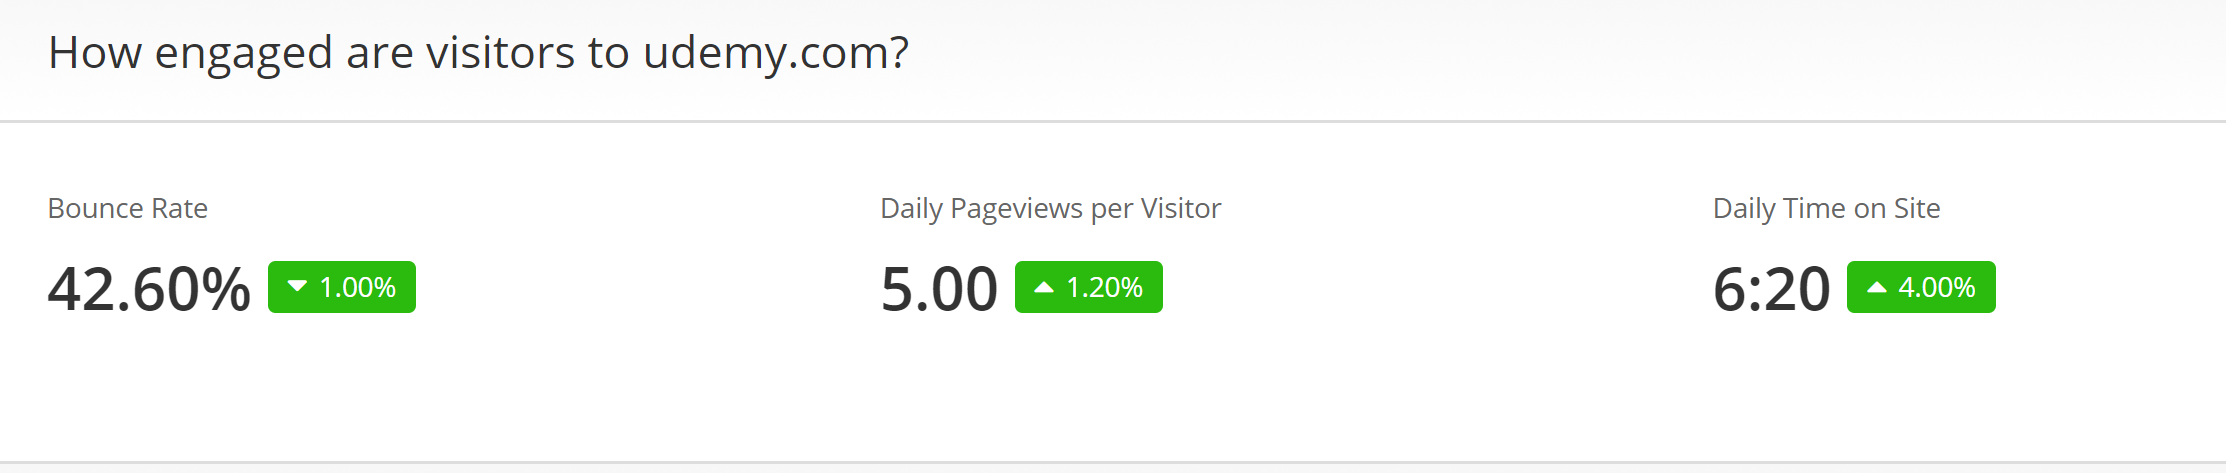 How engaged are visitors to udemy.com?
Bounce Rate
42.60% 1.00%
Daily Pageviews per Visitor
5.00 1.20%
Daily Time on Site
6:20 4.00%